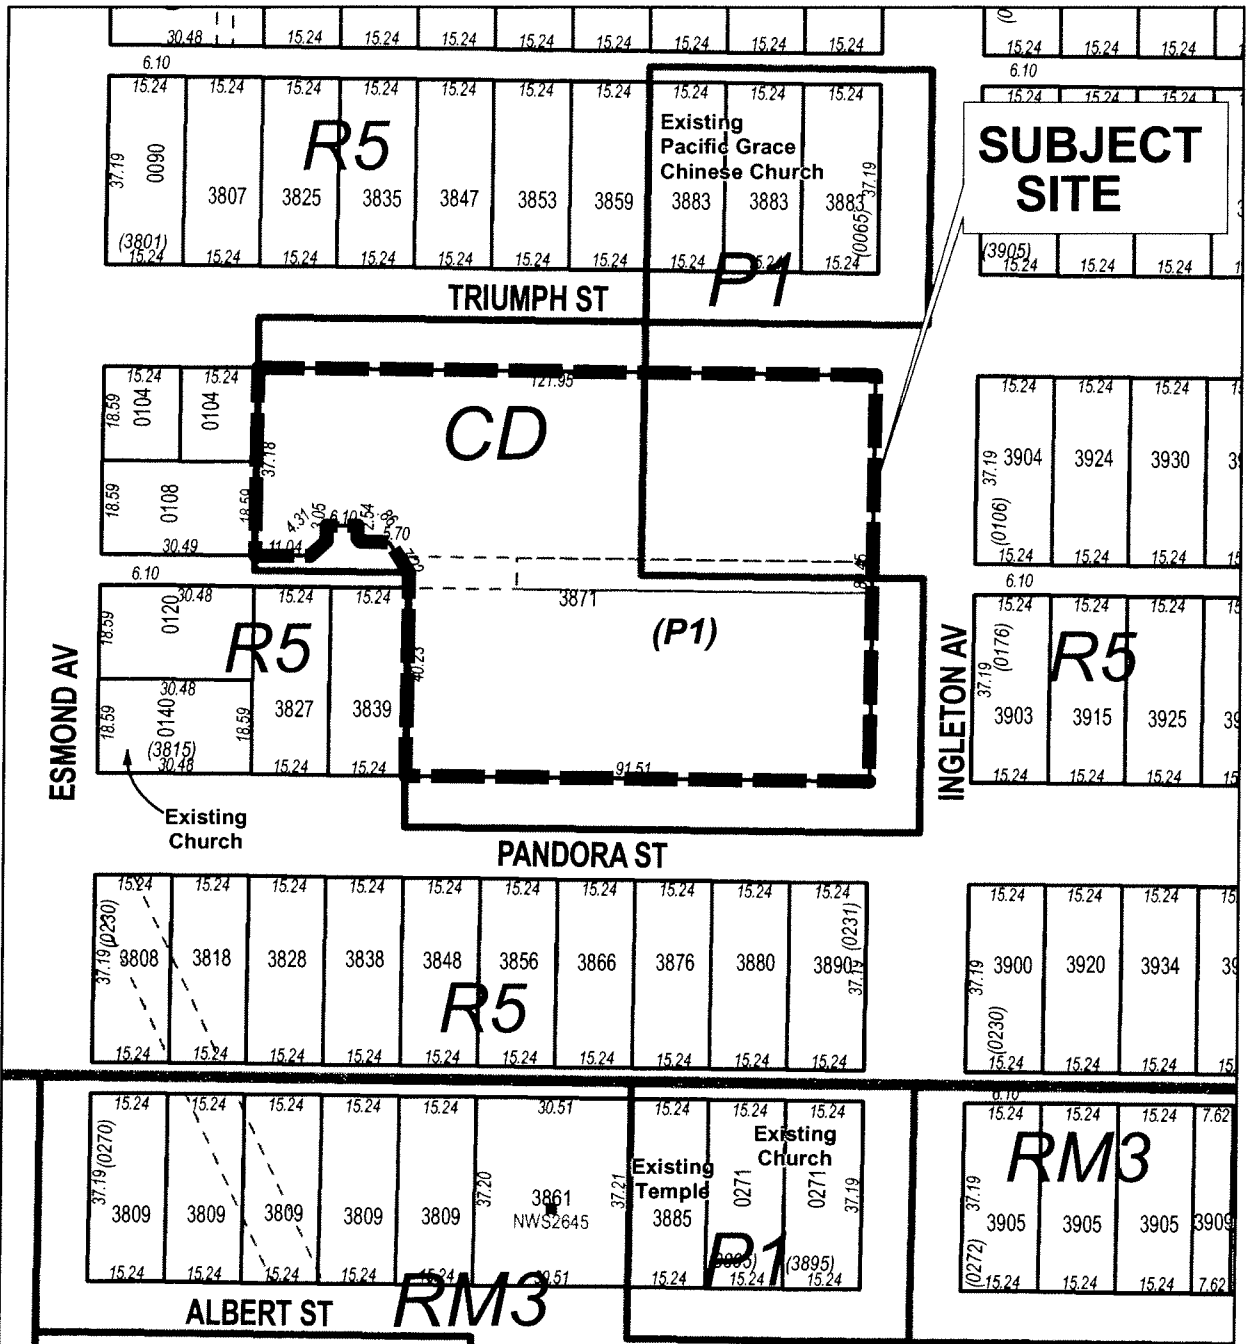 30.48 15.24 15.24 15.24 15.24 15.24 15.24 15.24
(0
15.24 15.24 15.24
6.10
6.10
15.24 15.24 15.24 15.24 15.24 15.24 15.24 15.24 15.24 15.24
15.24 15.24 15.24
R5
Existing
Pacific Grace
Chinese Church
SUBJECT
SITE
37.19 0090 3807 3825 3835 3847 3853 3859 3883 3883 3883 37.19
(3801)
(0065)
(3905)
15.24 15.24 15.24 15.24 15.24 15.24 15.24 15.24 15.24 15.24
15.24 15.24 15.24
P1
TRIUMPH ST
15.24 15.24
121.95
15.24 15.24 15.24
18.59 0104 0104
CD
37.18
37.19 3904 3924 3930
(0106)
18.59 0108 18.59
4.31 3.05 6.10 2.54
5.70
30.49 11.04
15.24 15.24 15.24
6.10
6.10
30.48 15.24 15.24
3871
15.24 15.24 15.24
18.59 0120
R5
(P1)
(0176)
R5
ESMOND AV
INGLETON AV
40.23
37.19
30.48
18.59 0140 18.59 3827 3839
3903 3915 3925
(3815)
30.48 15.24 15.24
91.51
15.24 15.24 15.24
Existing
Church
PANDORA ST
15.24 15.24 15.24 15.24 15.24 15.24 15.24 15.24 15.24 15.24
15.24 15.24 15.24
(0230)
(0231)
37.19 3808 3818 3828 3838 3848 3856 3866 3876 3880 3890 37.19
37.19 3900 3920 3934
R5
(0230)
15.24 15.24 15.24 15.24 15.24 15.24 15.24 15.24 15.24 15.24
15.24 15.24 15.24
6.10
15.24 15.24 15.24 15.24 15.24 30.51 15.24 15.24 15.24
15.24 15.24 15.24 7.62
(0270)
Existing
Church
RM3
Existing
Temple
37.19 3809 3809 3809 3809 3809 37.20 3861 37.21 3885 0271 0271 37.19
NWS2645
37.19 3905 3905 3905 3909
P1
(3895)
(0272)
15.24 15.24 15.24 15.24 15.24 30.51 15.24 15.24 15.24
15.24 15.24 15.24 7.62
ALBERT ST
RM3